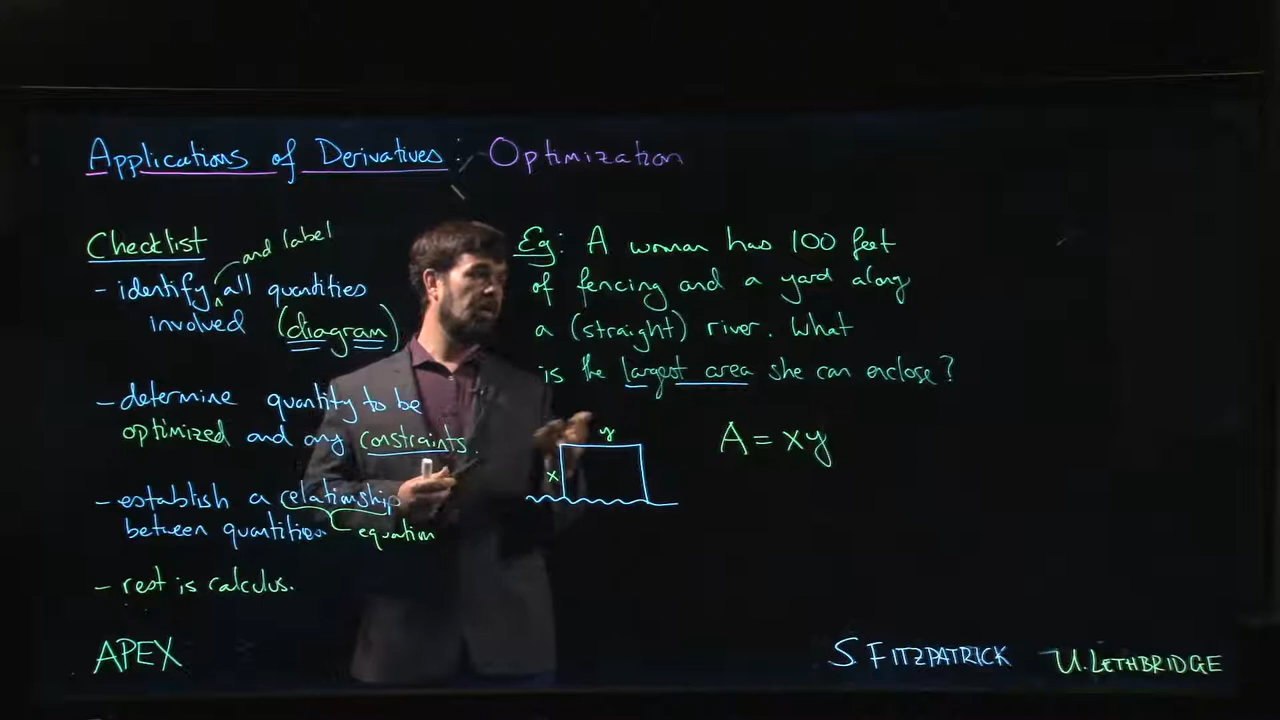 Applications of Derivatives: Optimization
Checklist
and label
- identify all quantities
involved (diagram)
- determine quantity to be
optimized and any constraints.
- establish a relationship
between quantities
equation
- rest is calculus.
APEX
Eg: A woman has 100 feet
of fencing and a yard along
a (straight) river. What
is the largest area she can enclose?
y
x
A = xy
S. FITZPATRICK U. LETHBRIDGE